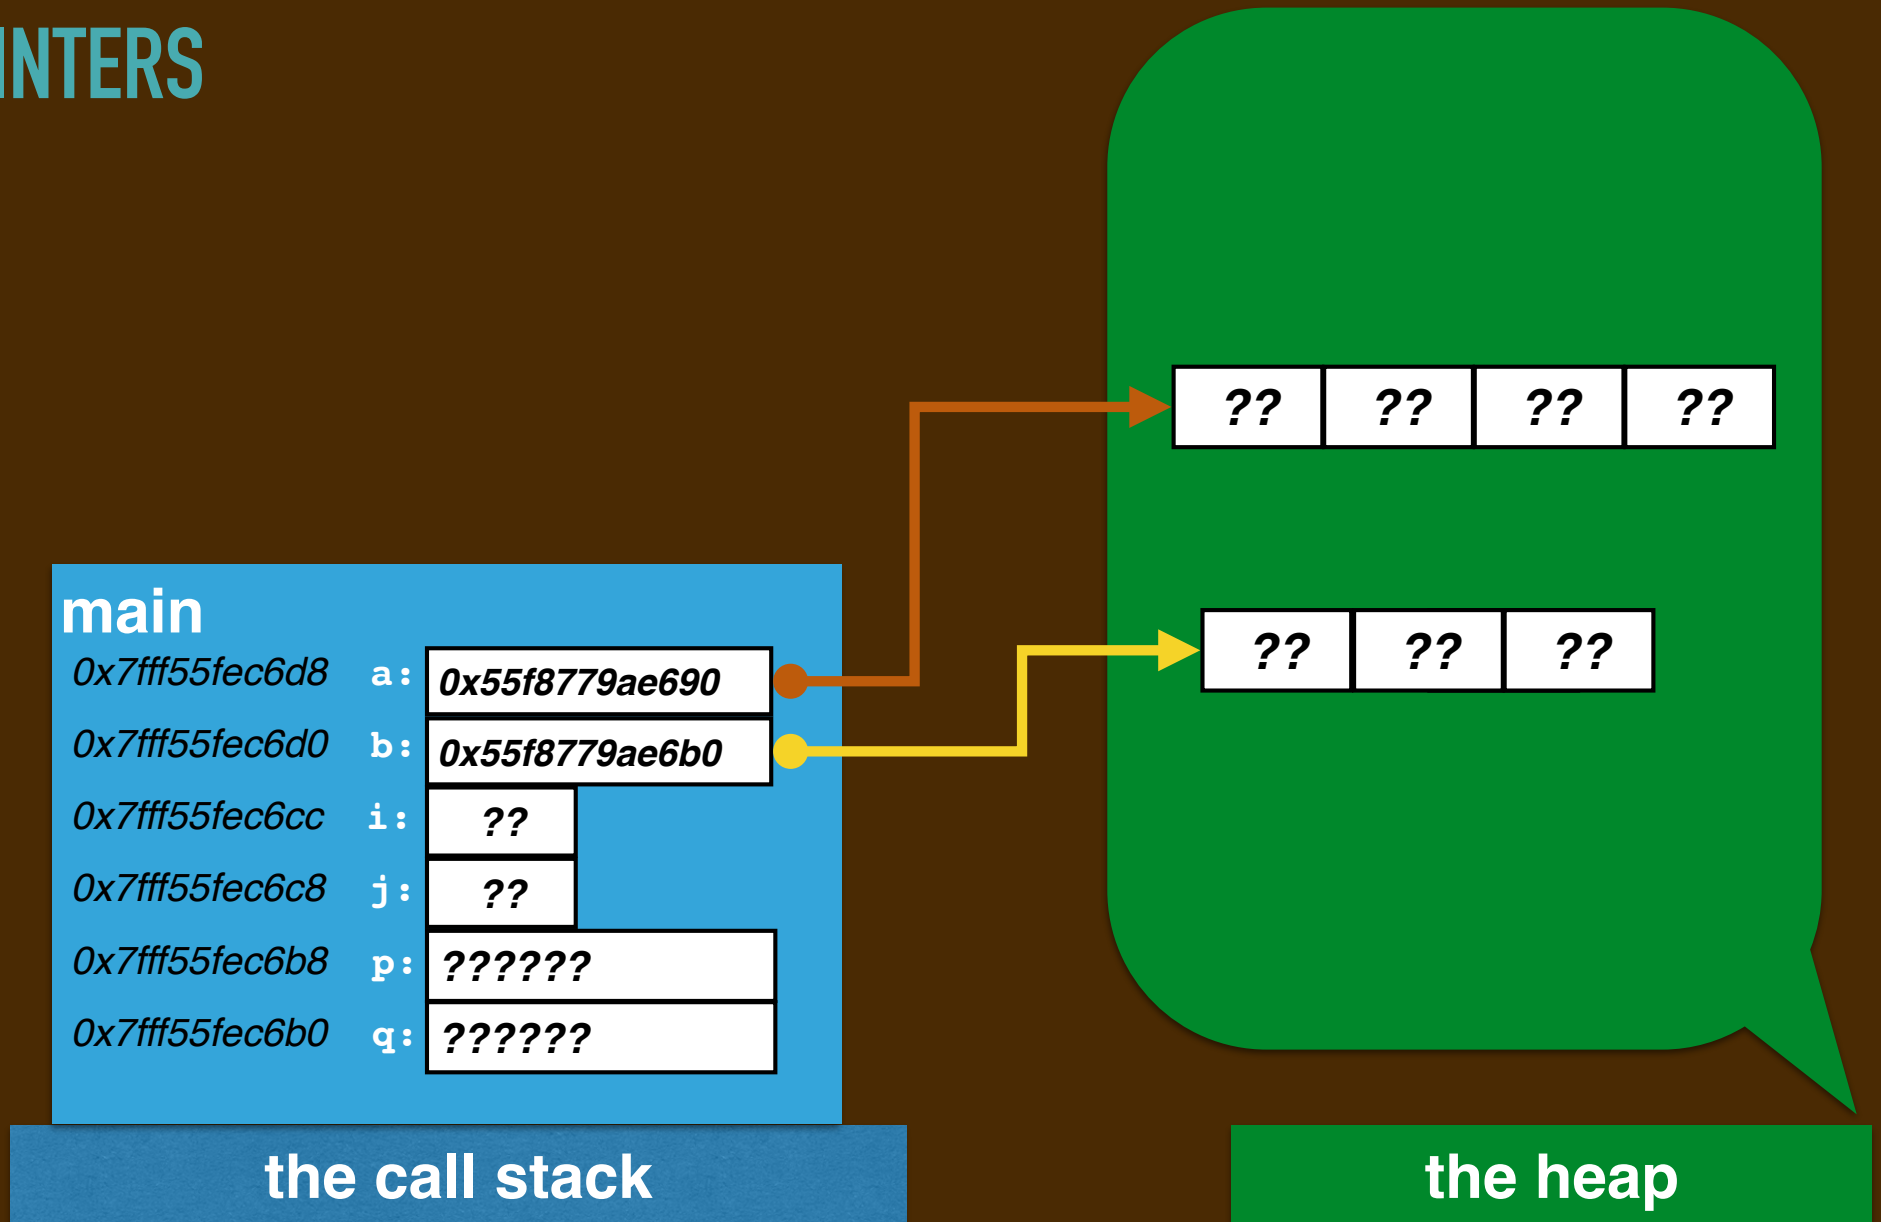 INTERS
?? ?? ?? ??
?? ?? ??
main
0x7fff55fec6d8 a: 0x55f8779ae690
0x7fff55fec6d0 b: 0x55f8779ae6b0
0x7fff55fec6cc i: ??
0x7fff55fec6c8 j: ??
0x7fff55fec6b8 p: ??????
0x7fff55fec6b0 q: ??????
the call stack
the heap